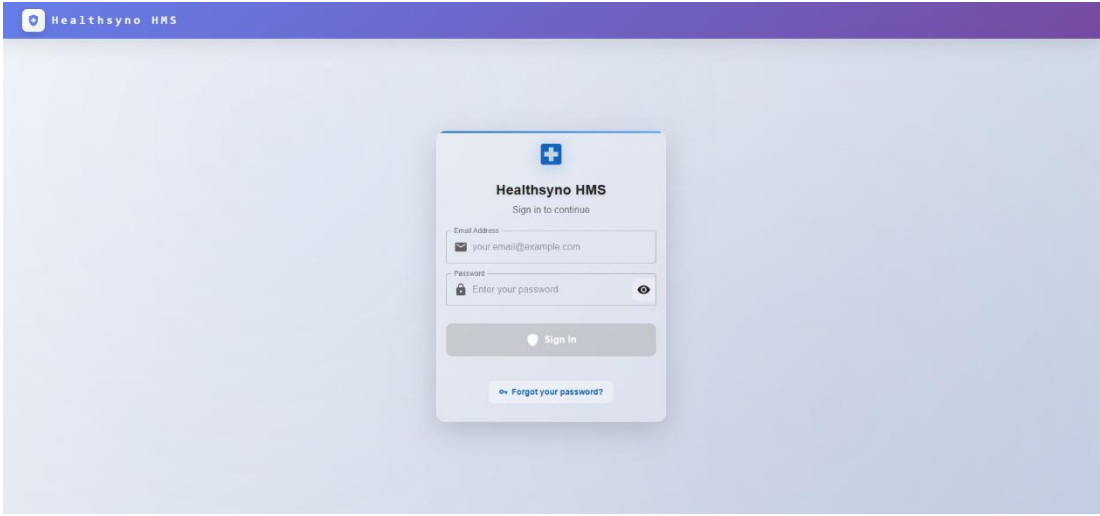 Healthsyno HMS
Healthsyno HMS
Sign in to continue
Email Address
your.email@example.com
Password
Enter your password
Sign In
Forgot your password?